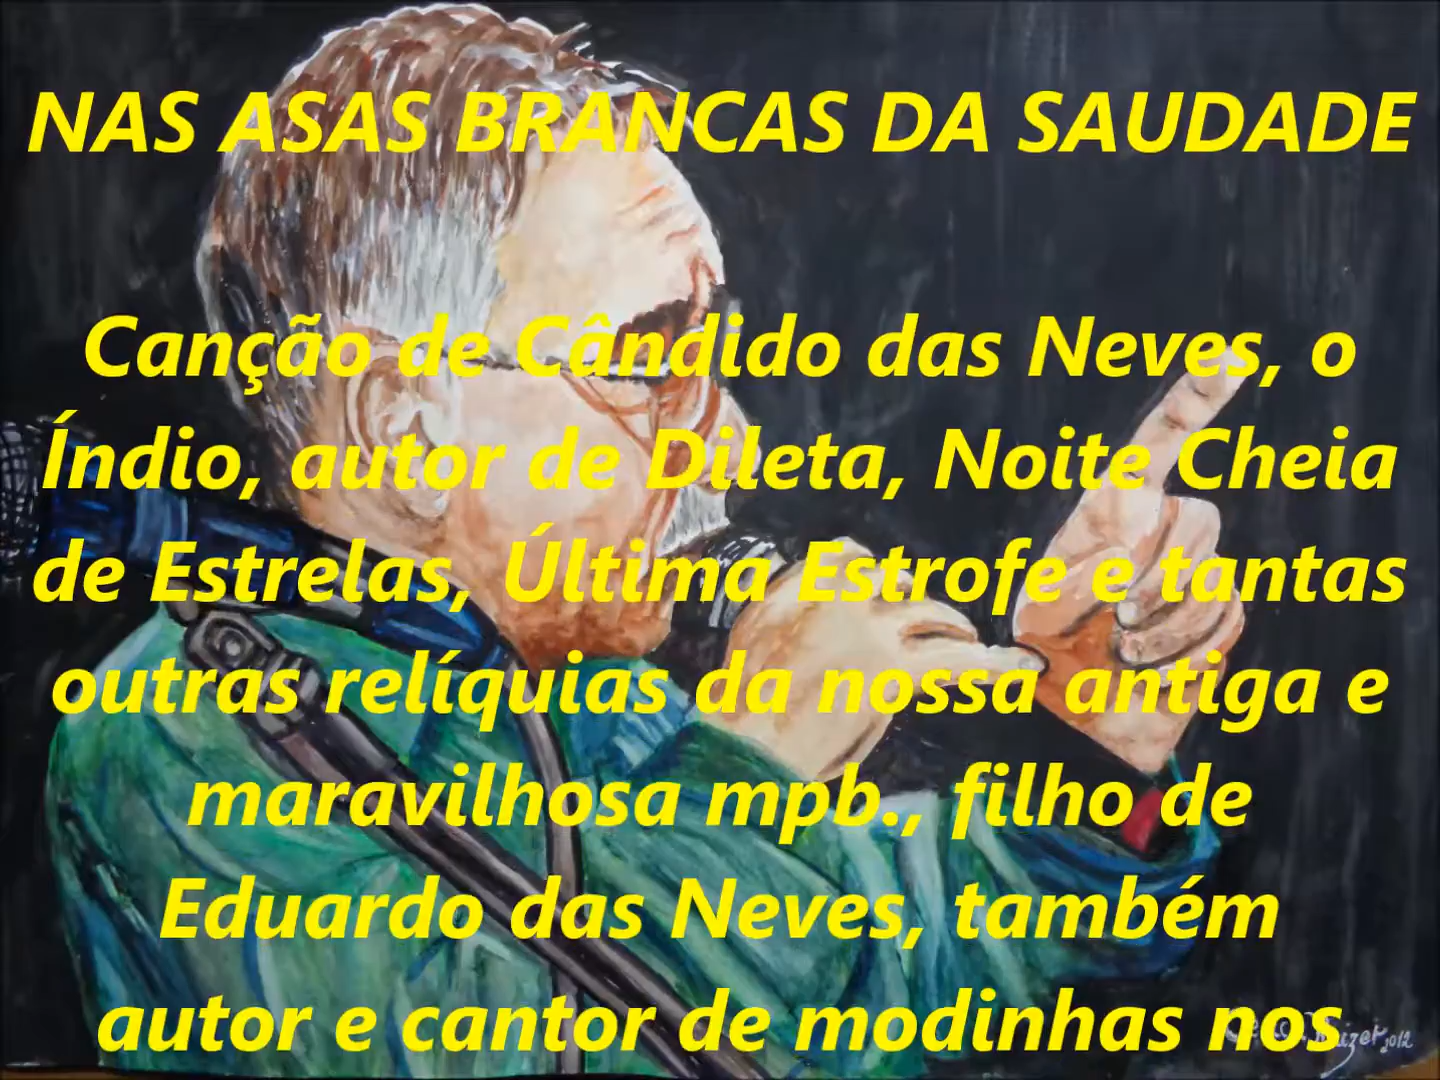 NAS ASAS BRANCAS DA SAUDADE
Canção de Cândido das Neves, o
Índio, autor de Dileta, Noite Cheia
de Estrelas, Última Estrofe e tantas
outras relíquias da nossa antiga e
maravilhosa mpb., filho de
Eduardo das Neves, também
autor e cantor de modinhas nos
2012